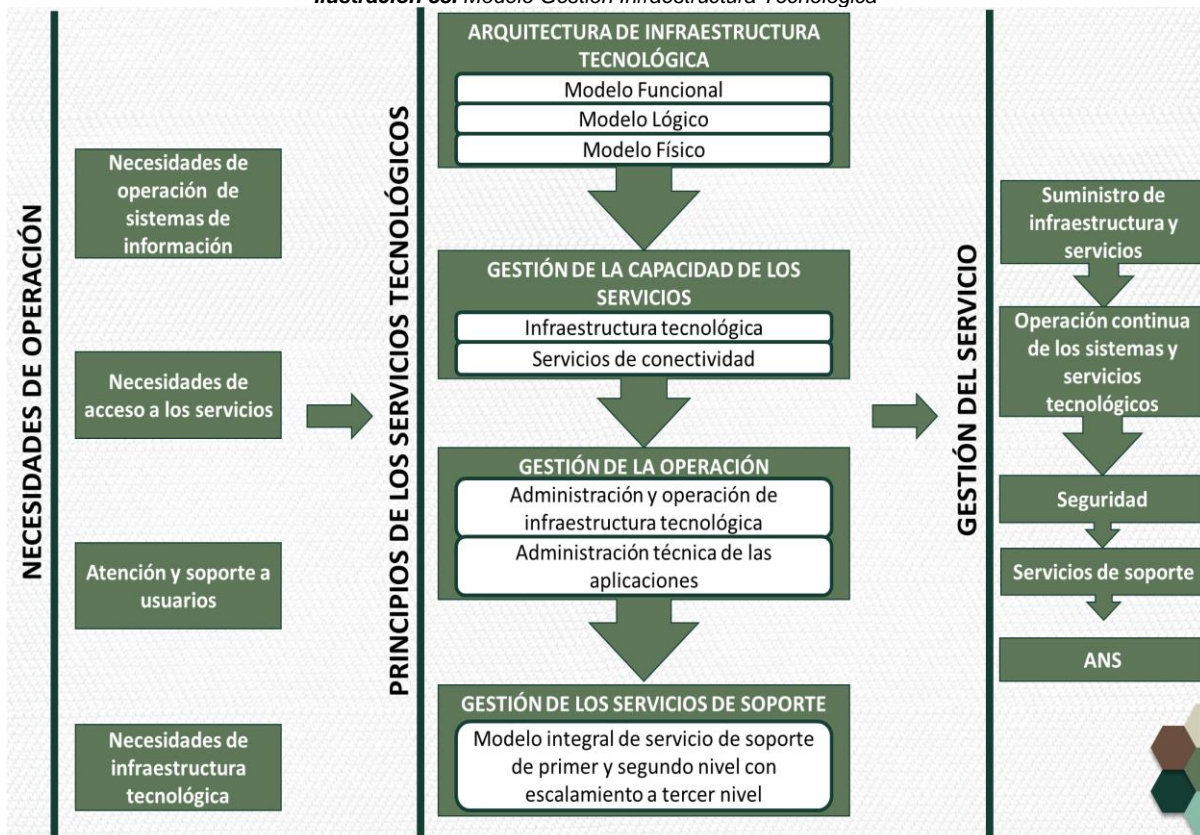 Ilustración 38. Modelo Gestión Infraestructura Tecnológica
NECESIDADES DE OPERACIÓN
Necesidades de
operación de
sistemas de
información
Necesidades de
acceso a los servicios
Atención y soporte a
usuarios
Necesidades de
infraestructura
tecnológica
PRINCIPIOS DE LOS SERVICIOS TECNOLÓGICOS
ARQUITECTURA DE INFRAESTRUCTURA
TECNOLÓGICA
Modelo Funcional
Modelo Lógico
Modelo Físico
GESTIÓN DE LA CAPACIDAD DE LOS
SERVICIOS
Infraestructura tecnológica
Servicios de conectividad
GESTIÓN DE LA OPERACIÓN
Administración y operación de
infraestructura tecnológica
Administración técnica de las
aplicaciones
GESTIÓN DE LOS SERVICIOS DE SOPORTE
Modelo integral de servicio de soporte
de primer y segundo nivel con
escalamiento a tercer nivel
GESTIÓN DEL SERVICIO
Suministro de
infraestructura y
servicios
Operación continua
de los sistemas y
servicios
tecnológicos
Seguridad
Servicios de soporte
ANS